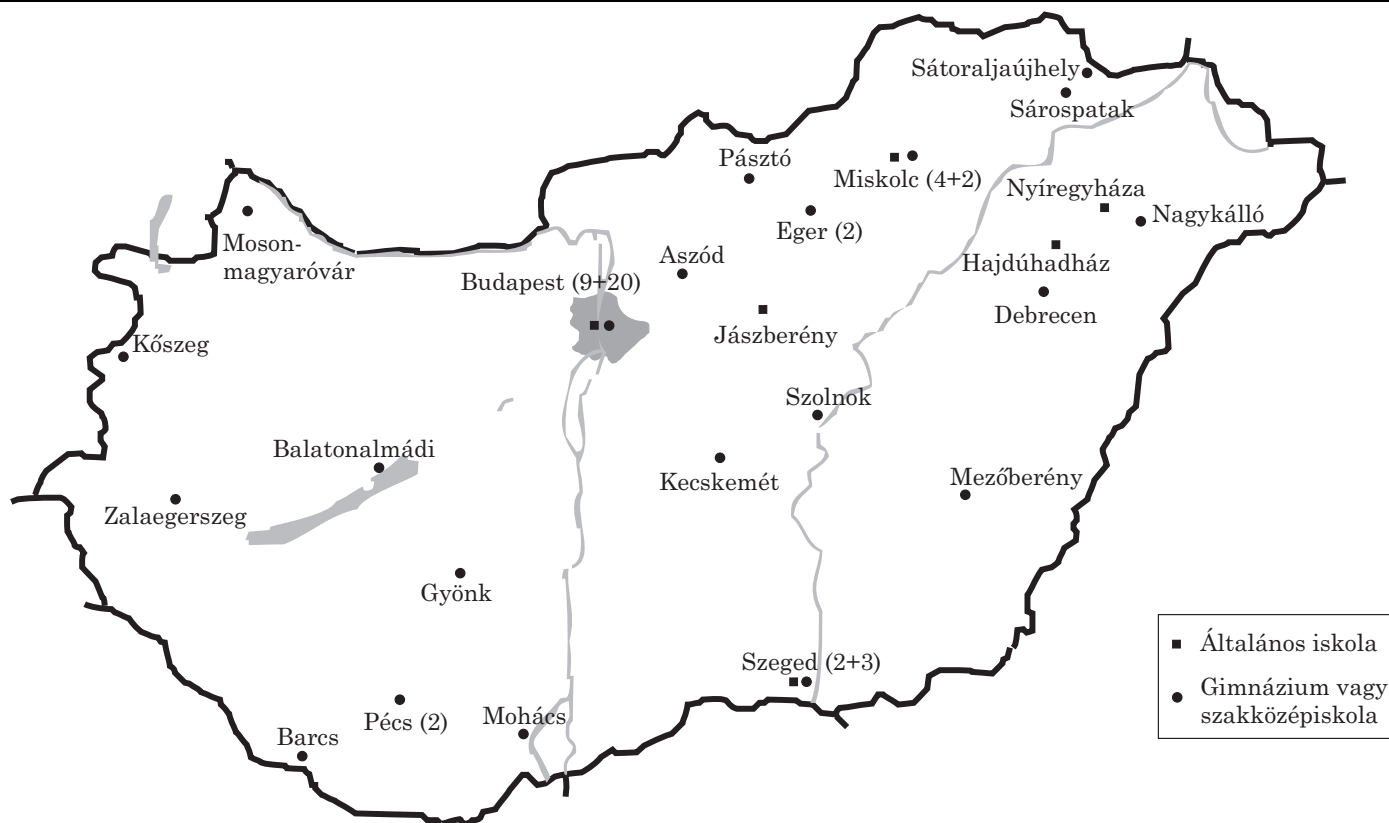 Sátoraljaújhely
Sárospatak
Pásztó
Miskolc (4+2)
Nyíregyháza
Nagykálló
Eger (2)
Moson-
magyaróvár
Aszód
Hajdúhadház
Budapest (9+20)
Debrecen
Jászberény
Kőszeg
Szolnok
Balatonalmádi
Kecskemét
Mezőberény
Zalaegerszeg
Gyönk
Szeged (2+3)
Pécs (2)
Mohács
Barcs
Általános iskola
Gimnázium vagy
szakközépiskola